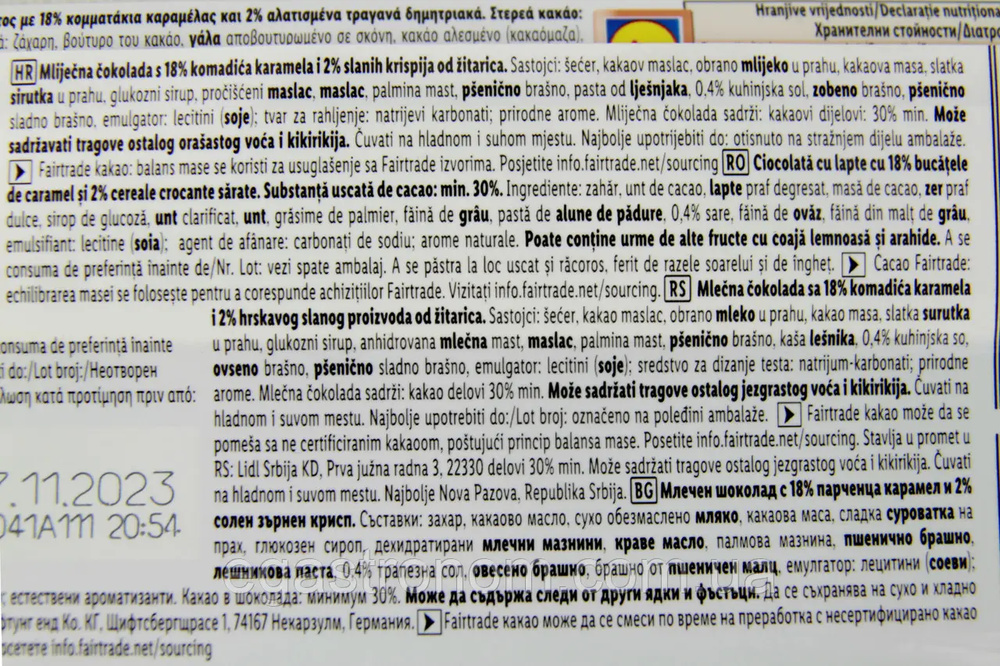 τος με 18% κομματάκια καραμέλας και 2% αλατισμένα τραγανά δημητριακά. Στερεά κακάο:
ά: ζάχαρη, βούτυρο του κακάο, γάλα αποβουτυρωμένο σε σκόνη, κακάο αλεσμένο (κακαόμαζα),
Hranjive vrijednosti/Declarație nutrițional
Хранителни стойности/Διατρο
HR Mliječna čokolada s 18% komadića karamela i 2% slanih krispija od žitarica. Sastojci: šećer, kakaov maslac, obrano mlijeko u prahu, kakaova masa, slatka
sirutka u prahu, glukozni sirup, pročišćeni maslac, maslac, palmina mast, pšenično brašno, pasta od lješnjaka, 0,4% kuhinjska sol, zobeno brašno, pšenično
sladno brašno, emulgator: lecitini (soje); tvar za rahljenje: natrijevi karbonati; prirodne arome. Mliječna čokolada sadrži: kakaovi dijelovi: 30% min. Može
sadržavati tragove ostalog orašastog voća i kikirikija. Čuvati na hladnom i suhom mjestu. Najbolje upotrijebiti do: otisnuto na stražnjem dijelu ambalaže.
Fairtrade kakao: balans mase se koristi za usuglašenje sa Fairtrade izvorima. Posjetite info.fairtrade.net/sourcing RO Ciocolată cu lapte cu 18% bucățele
de caramel și 2% cereale crocante sărate. Substanță uscată de cacao: min. 30%. Ingrediente: zahăr, unt de cacao, lapte praf degresat, masă de cacao, zer praf
dulce, sirop de glucoză, unt clarificat, unt, grăsime de palmier, făină de grâu, pastă de alune de pădure, 0,4% sare, făină de ovăz, făină din malț de grâu,
emulsifiant: lecitine (soia); agent de afânare: carbonați de sodiu; arome naturale. Poate conține urme de alte fructe cu coajă lemnoasă și arahide. A se
consuma de preferință înainte de/Nr. Lot: vezi spate ambalaj. A se păstra la loc uscat și răcoros, ferit de razele soarelui și de îngheț. Cacao Fairtrade:
echilibrarea masei se folosește pentru a corespunde achizițiilor Fairtrade. Vizitați info.fairtrade.net/sourcing. RS Mlečna čokolada sa 18% komadića karamela
i 2% hrskavog slanog proizvoda od žitarica. Sastojci: šećer, kakao maslac, obrano mleko u prahu, kakao masa, slatka surutka
u prahu, glukozni sirup, anhidrovana mlečna mast, maslac, palmina mast, pšenično brašno, kaša lešnika, 0,4% kuhinjska so,
ovseno brašno, pšenično sladno brašno, emulgator: lecitini (soje); sredstvo za dizanje testa: natrijum-karbonati; prirodne
arome. Mlečna čokolada sadrži: kakao delovi 30% min. Može sadržati tragove ostalog jezgrastog voća i kikirikija. Čuvati na
hladnom i suvom mestu. Najbolje upotrebiti do:/Lot broj: označeno na poleđini ambalaže. Fairtrade kakao može da se
pomeša sa ne certificiranim kakaoom, poštujući princip balansa mase. Posetite info.fairtrade.net/sourcing. Stavlja u promet u
RS: Lidl Srbija KD, Prva južna radna 3, 22330 delovi 30% min. Može sadržati tragove ostalog jezgrastog voća i kikirikija. Čuvati
na hladnom i suvom mestu. Najbolje Nova Pazova, Republika Srbija. BG Млечен шоколад с 18% парченца карамел и 2%
солен зърнен крисп. Съставки: захар, какаово масло, сухо обезмаслено мляко, какаова маса, сладка суроватка на
прах, глюкозен сироп, дехидратирани млечни мазнини, краве масло, палмова мазнина, пшенично брашно,
лешникова паста, 0,4% трапезна сол, овесено брашно, брашно от пшеничен малц, емулгатор: лецитини (соеви);
с естествени ароматизанти. Какао в шоколада: минимум 30%. Може да съдържа следи от други ядки и фъстъци. Да се съхранява на сухо и хладно
ртунг енд Ко. КГ, Щифтсбергщрасе 1, 74167 Некарзулм, Германия. Fairtrade какао може да се смеси по време на преработка с несертифицирано какао
осетете info.fairtrade.net/sourcing
onsuma de preferință înainte
i do:/Lot broj:/Неотворен
λωση κατά προτίμηση πριν από:
7.11.2023
041A111 20:54